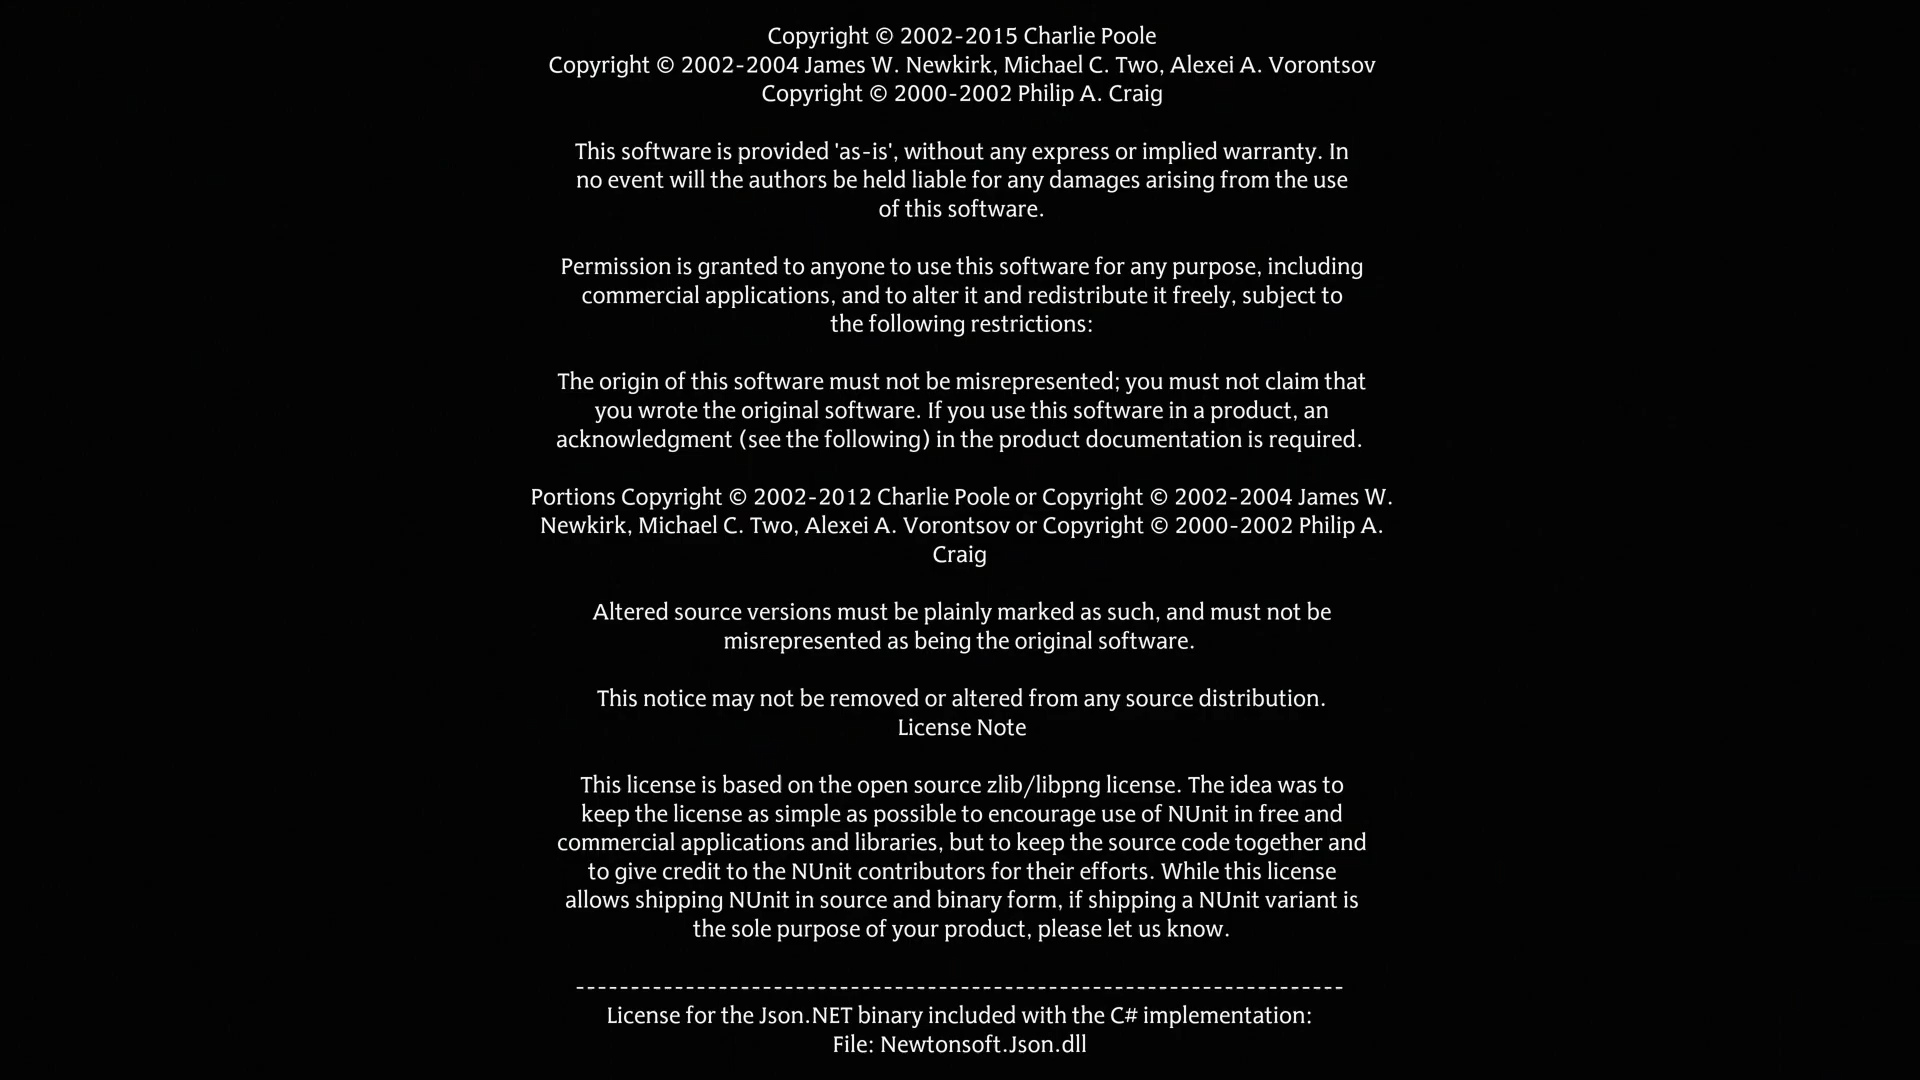 Copyright © 2002-2015 Charlie Poole
Copyright © 2002-2004 James W. Newkirk, Michael C. Two, Alexei A. Vorontsov
Copyright © 2000-2002 Philip A. Craig
This software is provided 'as-is', without any express or implied warranty. In
no event will the authors be held liable for any damages arising from the use
of this software.
Permission is granted to anyone to use this software for any purpose, including
commercial applications, and to alter it and redistribute it freely, subject to
the following restrictions:
The origin of this software must not be misrepresented; you must not claim that
you wrote the original software. If you use this software in a product, an
acknowledgment (see the following) in the product documentation is required.
Portions Copyright © 2002-2012 Charlie Poole or Copyright © 2002-2004 James W.
Newkirk, Michael C. Two, Alexei A. Vorontsov or Copyright © 2000-2002 Philip A.
Craig
Altered source versions must be plainly marked as such, and must not be
misrepresented as being the original software.
This notice may not be removed or altered from any source distribution.
License Note
This license is based on the open source zlib/libpng license. The idea was to
keep the license as simple as possible to encourage use of NUnit in free and
commercial applications and libraries, but to keep the source code together and
to give credit to the NUnit contributors for their efforts. While this license
allows shipping NUnit in source and binary form, if shipping a NUnit variant is
the sole purpose of your product, please let us know.
----------------------------------------------------------------------
License for the Json.NET binary included with the C# implementation:
File: Newtonsoft.Json.dll